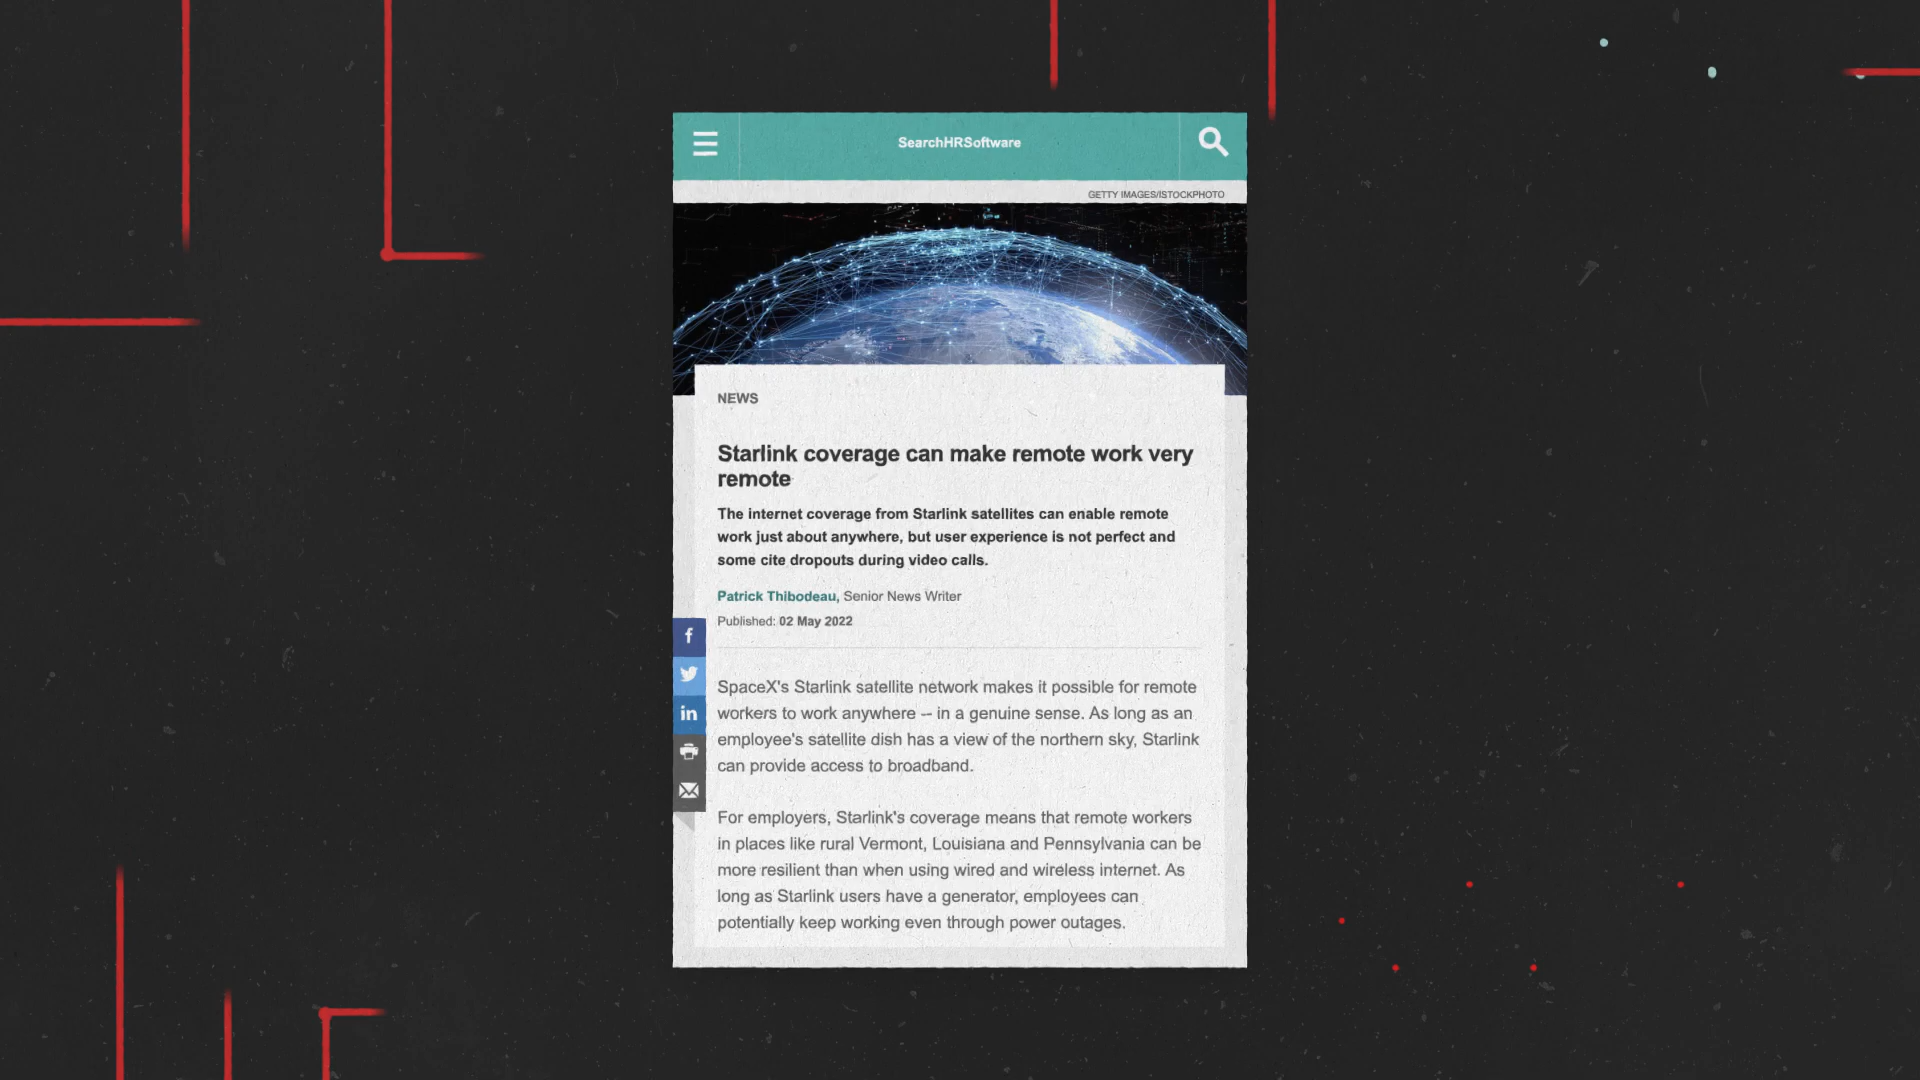 SearchHRSoftware
GETTY IMAGES/ISTOCKPHOTO
NEWS
Starlink coverage can make remote work very
remote
The internet coverage from Starlink satellites can enable remote
work just about anywhere, but user experience is not perfect and
some cite dropouts during video calls.
Patrick Thibodeau, Senior News Writer
Published: 02 May 2022
f
in
SpaceX's Starlink satellite network makes it possible for remote
workers to work anywhere -- in a genuine sense. As long as an
employee's satellite dish has a view of the northern sky, Starlink
can provide access to broadband.
For employers, Starlink's coverage means that remote workers
in places like rural Vermont, Louisiana and Pennsylvania can be
more resilient than when using wired and wireless internet. As
long as Starlink users have a generator, employees can
potentially keep working even through power outages.